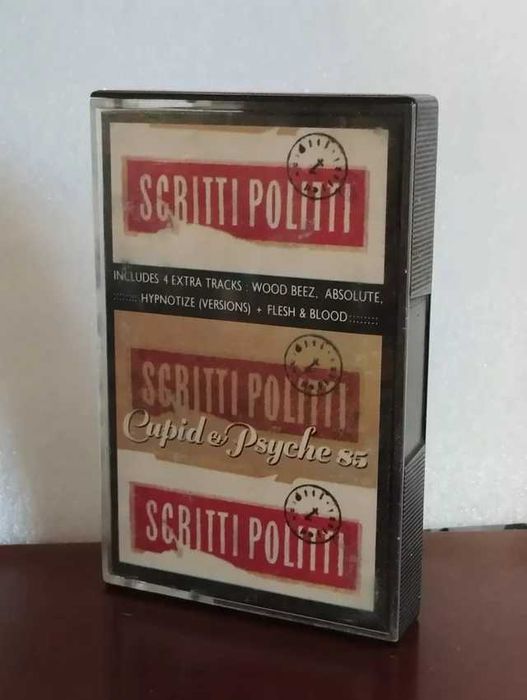 SCRITTI POLITTI
INCLUDES 4 EXTRA TRACKS : WOOD BEEZ, ABSOLUTE,
:::::::: HYPNOTIZE (VERSIONS) + FLESH & BLOOD ::::::::
SCRITTI POLITTI
Cupid & Psyche 85
SCRITTI POLITTI